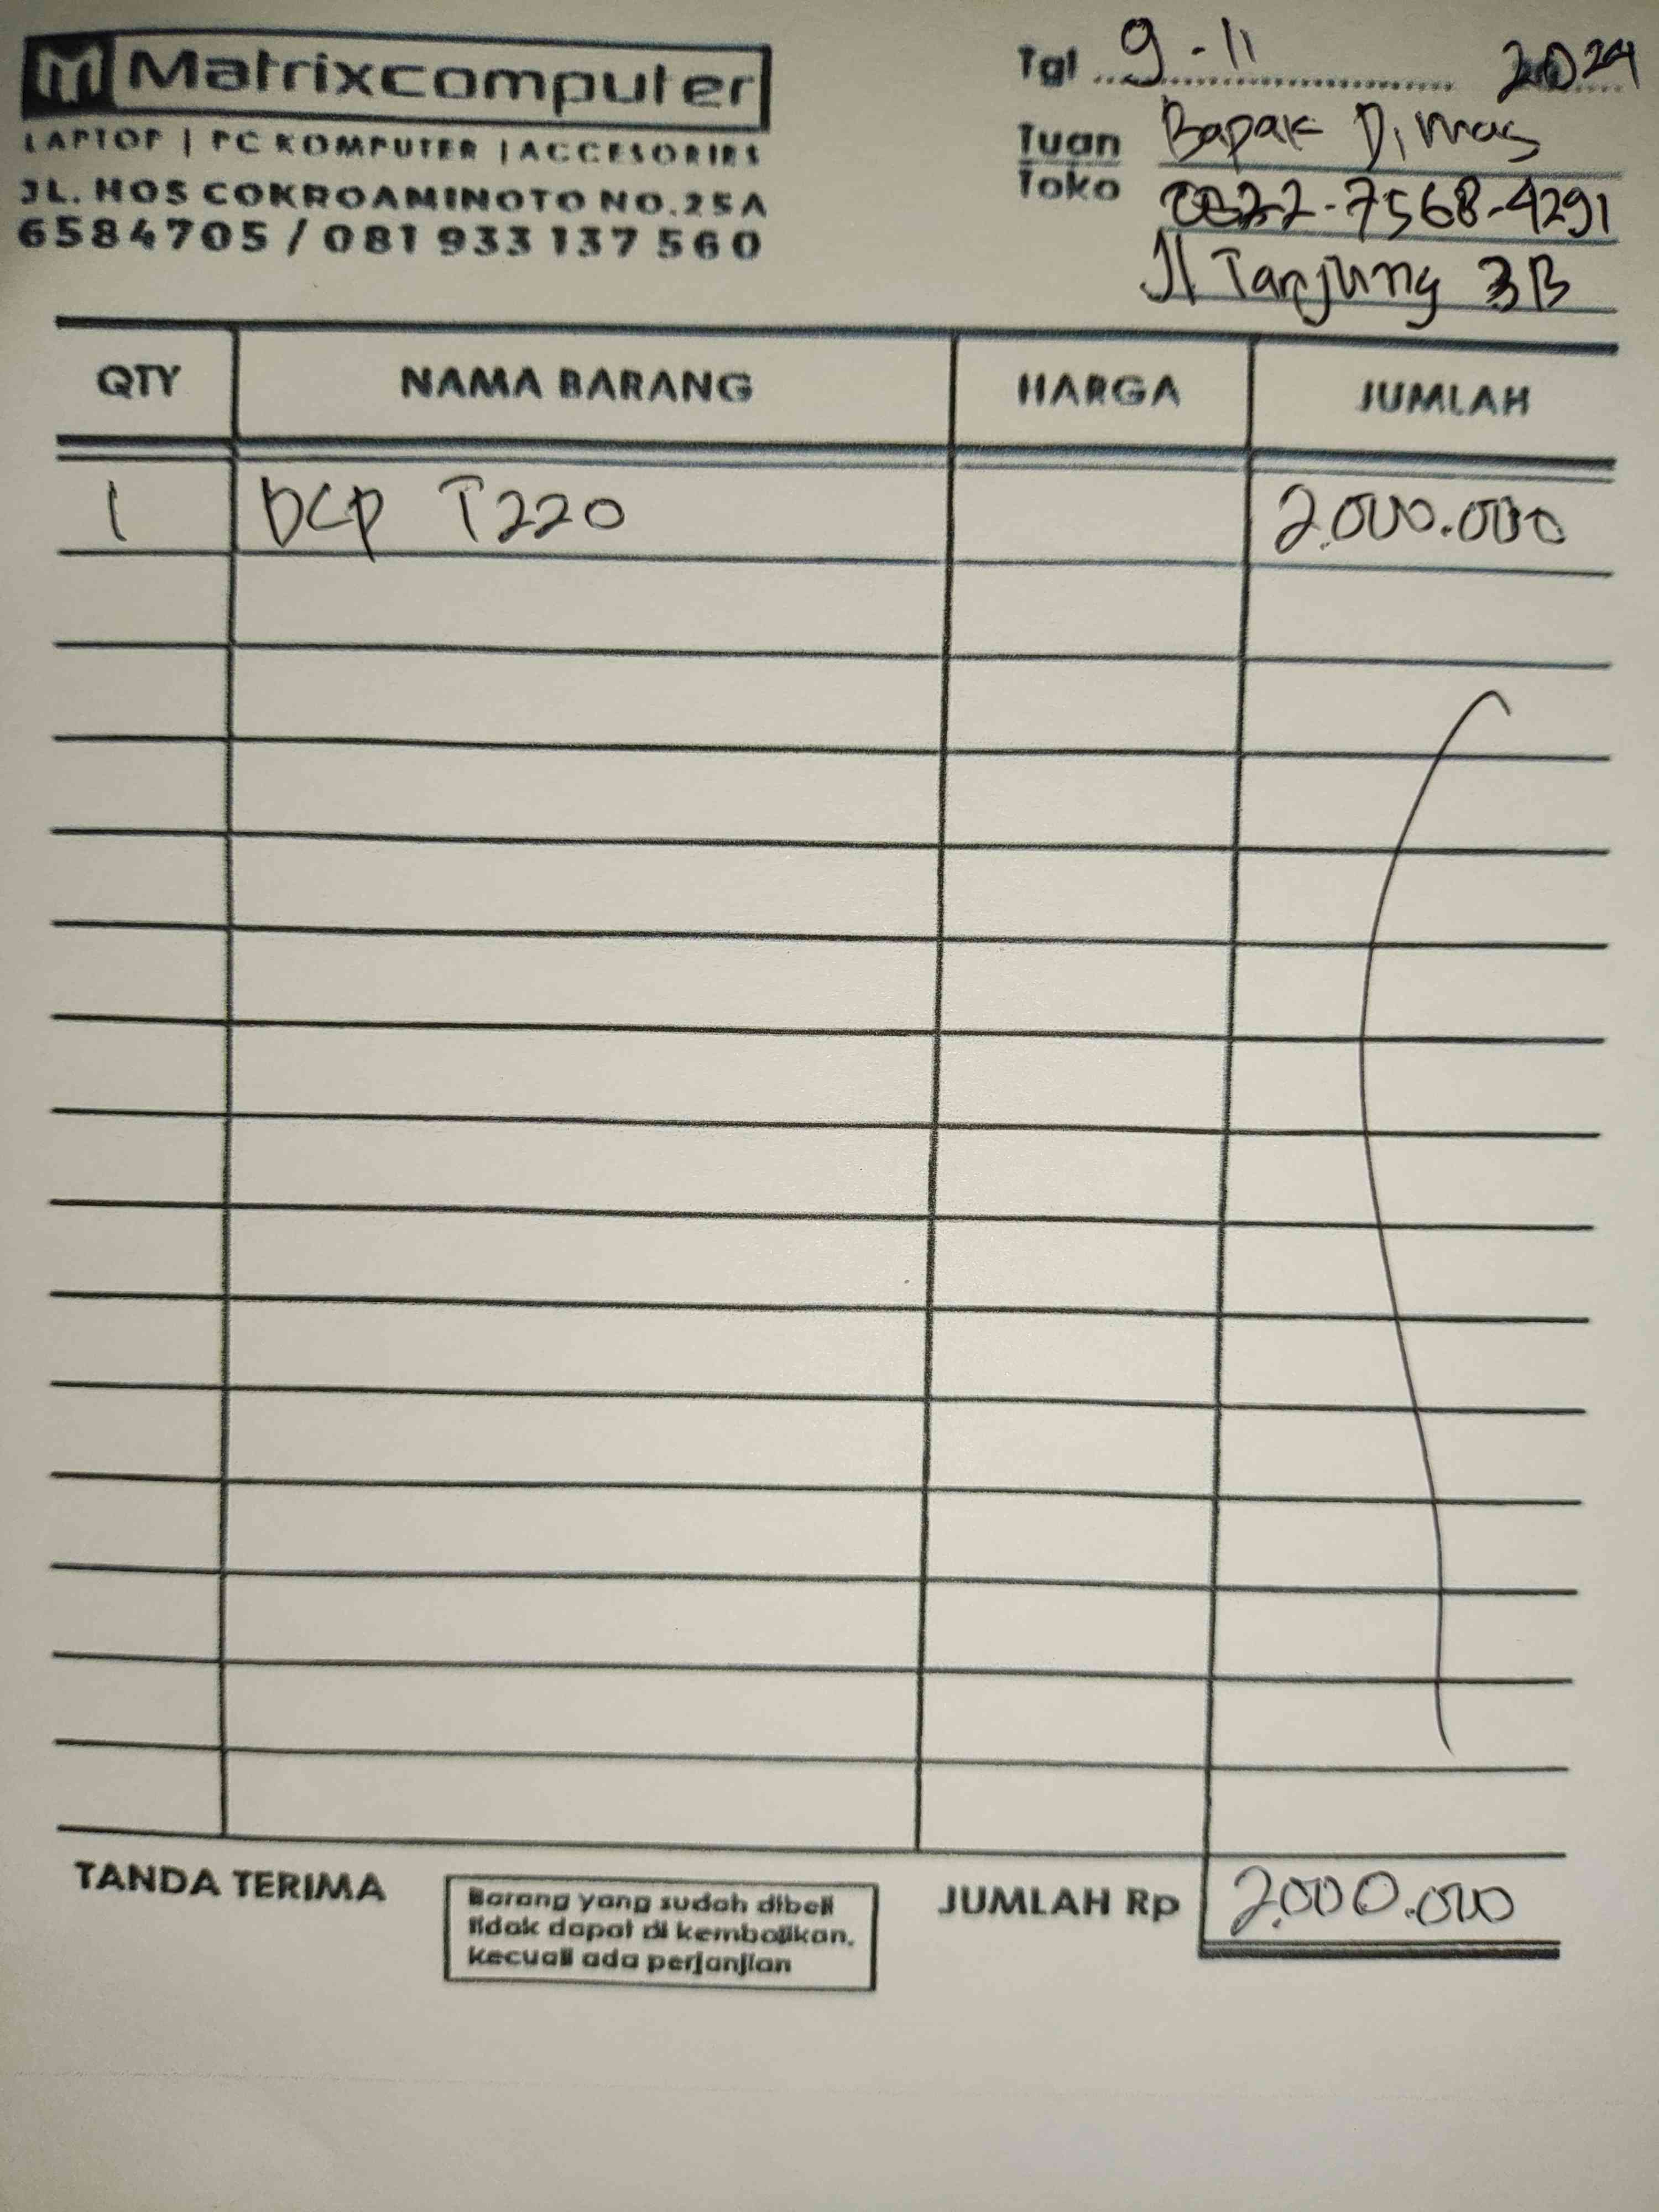 Matrixcomputer
LAPTOP | PC KOMPUTER | ACCESORIES
JL. HOS COKROAMINOTO NO.25A
6584705 / 081 933 137 560
Tgl 9-11 2024
Tuan Bapak Dimas
Toko 0822-7568-4291
Jl Tanjung 3B
QTY NAMA BARANG HARGA JUMLAH
1 DCP T220 2.000.000
TANDA TERIMA
Barang yang sudah dibeli
tidak dapat di kembalikan.
kecuali ada perjanjian
JUMLAH Rp 2.000.000